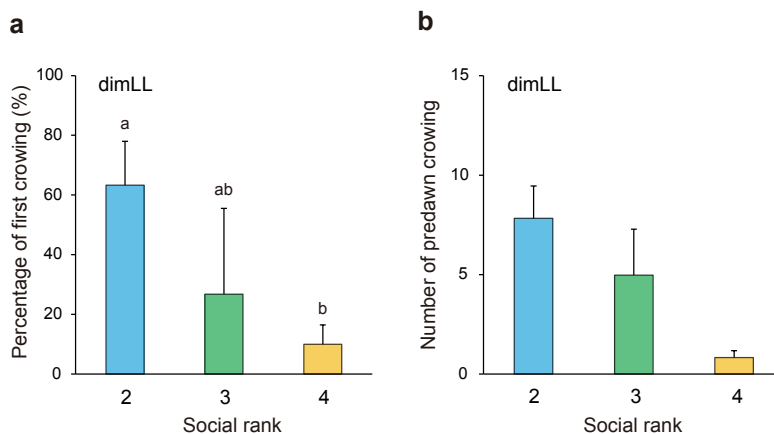 a
dimLL
Percentage of first crowing (%)
100
80
60
40
20
0
a
ab
b
2 3 4
Social rank
b
dimLL
Number of predawn crowing
15
10
5
0
2 3 4
Social rank